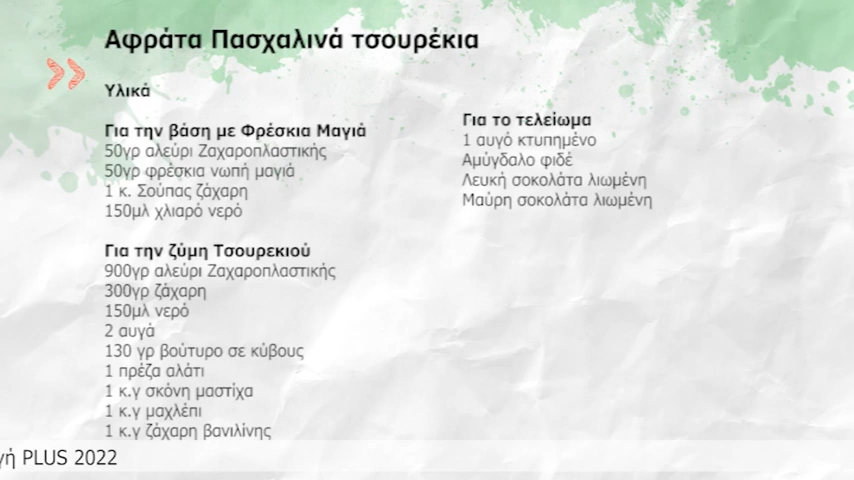 Αφράτα Πασχαλινά τσουρέκια
Υλικά
Για την βάση με Φρέσκια Μαγιά
50γρ αλεύρι Ζαχαροπλαστικής
50γρ φρέσκια νωπή μαγιά
1 κ. Σούπας ζάχαρη
150μλ χλιαρό νερό
Για την ζύμη Τσουρεκιού
900γρ αλεύρι Ζαχαροπλαστικής
300γρ ζάχαρη
150μλ νερό
2 αυγά
130 γρ βούτυρο σε κύβους
1 πρέζα αλάτι
1 κ.γ σκόνη μαστίχα
1 κ.γ μαχλέπι
1 κ.γ ζάχαρη βανιλίνης
Για το τελείωμα
1 αυγό κτυπημένο
Αμύγδαλο φιδέ
Λευκή σοκολάτα λιωμένη
Μαύρη σοκολάτα λιωμένη
γή PLUS 2022